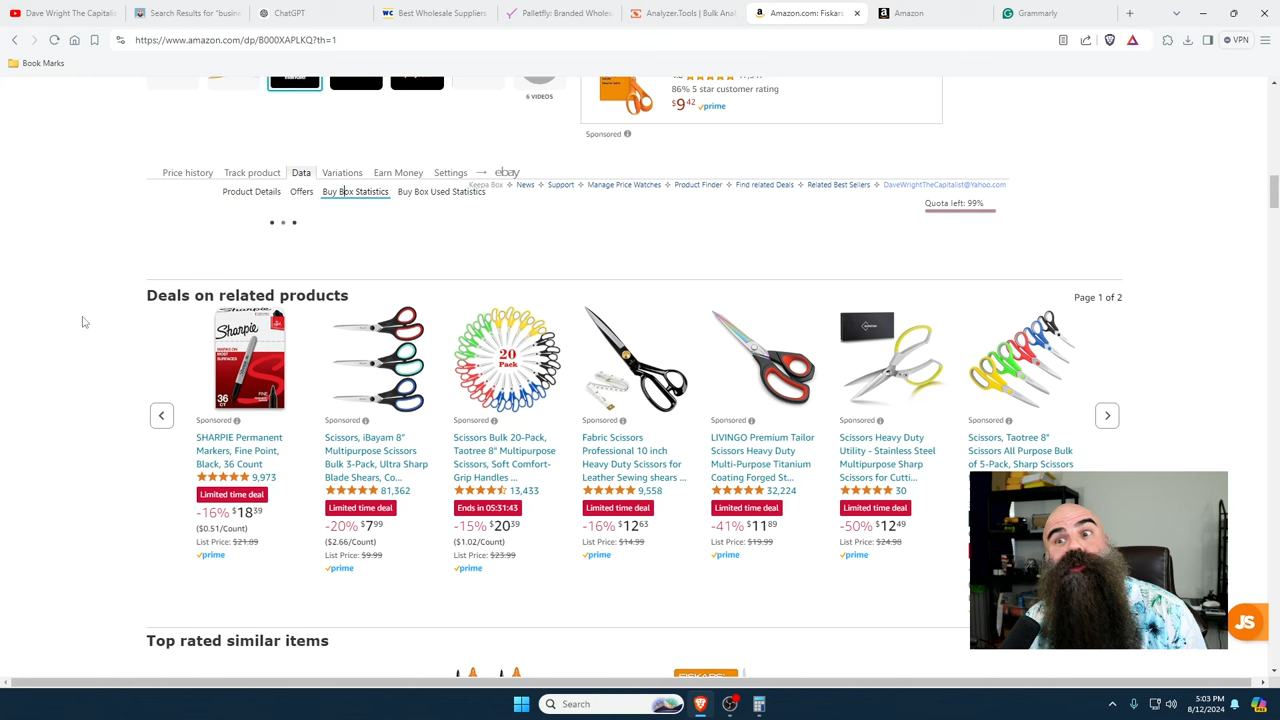 Dave Wright The Capitalis
Search Results for "busine
ChatGPT
WC Best Wholesale Suppliers
Palletfly: Branded Wholes
Analyzer.Tools | Bulk Anal
Amazon.com: Fiskars
Amazon
Grammarly
https://www.amazon.com/dp/B000XAPLKQ?th=1
VPN
Book Marks
6 VIDEOS
86% 5 star customer rating
$9 42 prime
Sponsored
Price history Track product Data Variations Earn Money Settings → ebay
Product Details Offers Buy Box Statistics Buy Box Used Statistics
Keepa Box News Support Manage Price Watches Product Finder Find related Deals Related Best Sellers DaveWrightTheCapitalist@Yahoo.com
Quota left: 99%
Deals on related products
Page 1 of 2
Sharpie
36
20
Pack
Sponsored
SHARPIE Permanent
Markers, Fine Point,
Black, 36 Count
9,973
Limited time deal
-16% $18 39
($0.51/Count)
List Price: $21.89
prime
Sponsored
Scissors, iBayam 8"
Multipurpose Scissors
Bulk 3-Pack, Ultra Sharp
Blade Shears, Co...
81,362
Limited time deal
-20% $7 99
($2.66/Count)
List Price: $9.99
prime
Sponsored
Scissors Bulk 20-Pack,
Taotree 8" Multipurpose
Scissors, Soft Comfort-
Grip Handles ...
13,433
Ends in 05:31:43
-15% $20 39
($1.02/Count)
List Price: $23.99
prime
Sponsored
Fabric Scissors
Professional 10 inch
Heavy Duty Scissors for
Leather Sewing shears ...
9,558
Limited time deal
-16% $12 63
List Price: $14.99
prime
Sponsored
LIVINGO Premium Tailor
Scissors Heavy Duty
Multi-Purpose Titanium
Coating Forged St...
32,224
Limited time deal
-41% $11 89
List Price: $19.99
prime
Sponsored
Scissors Heavy Duty
Utility - Stainless Steel
Multipurpose Sharp
Scissors for Cutti...
30
Limited time deal
-50% $12 49
List Price: $24.98
prime
Sponsored
Scissors, Taotree 8"
Scissors All Purpose Bulk
of 5-Pack, Sharp Scissors
JS
Top rated similar items
FISKARS
Search
5:03 PM
8/12/2024